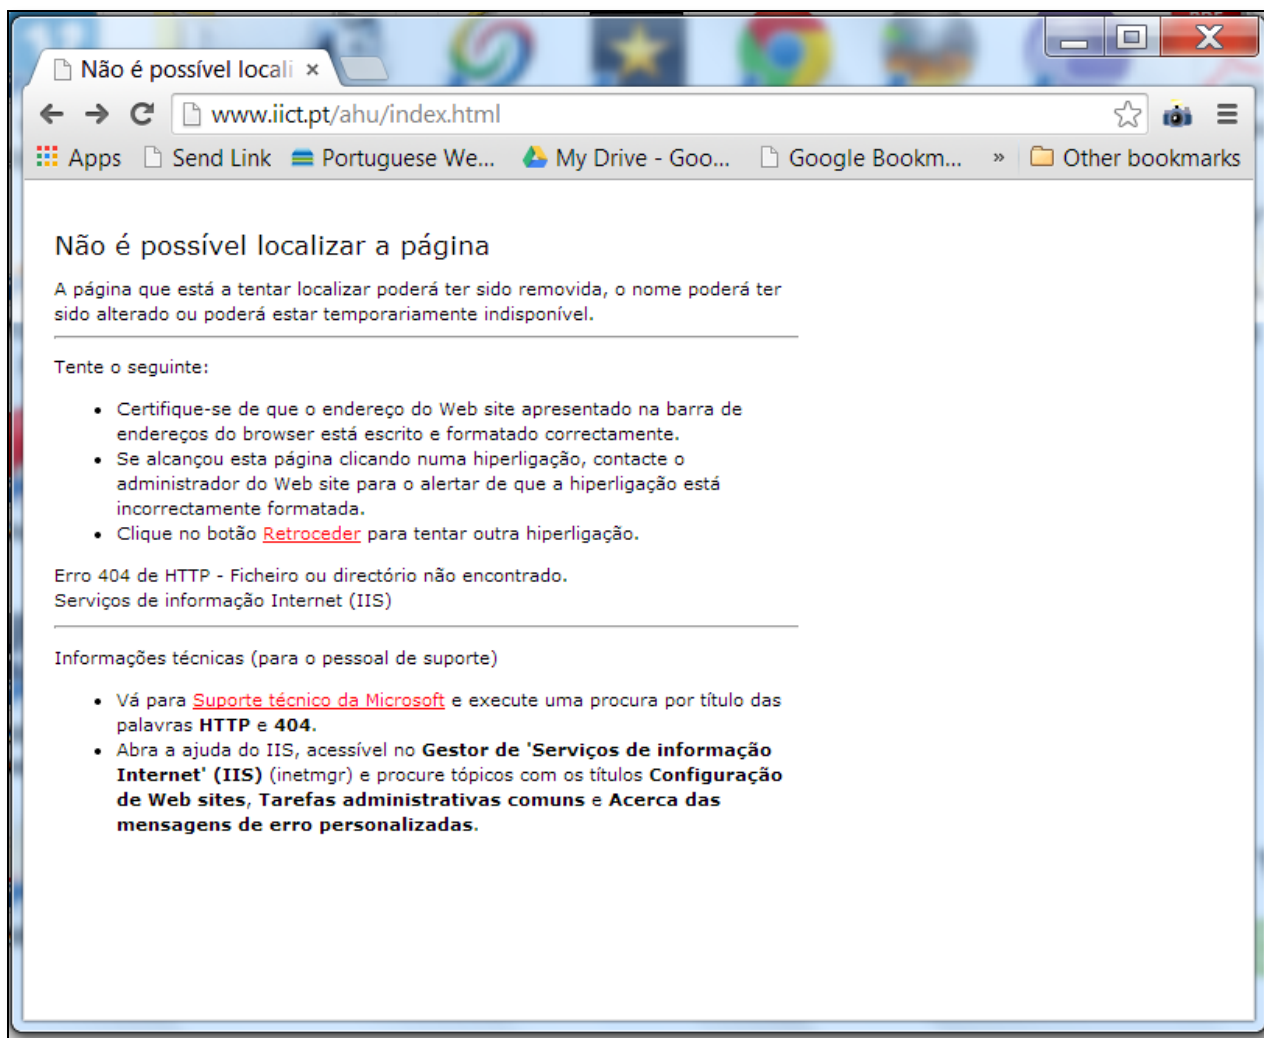 Não é possível locali
www.iict.pt/ahu/index.html
Apps Send Link Portuguese We... My Drive - Goo... Google Bookm... » Other bookmarks
Não é possível localizar a página
A página que está a tentar localizar poderá ter sido removida, o nome poderá ter
sido alterado ou poderá estar temporariamente indisponível.
Tente o seguinte:
• Certifique-se de que o endereço do Web site apresentado na barra de
endereços do browser está escrito e formatado correctamente.
• Se alcançou esta página clicando numa hiperligação, contacte o
administrador do Web site para o alertar de que a hiperligação está
incorrectamente formatada.
• Clique no botão Retroceder para tentar outra hiperligação.
Erro 404 de HTTP - Ficheiro ou directório não encontrado.
Serviços de informação Internet (IIS)
Informações técnicas (para o pessoal de suporte)
• Vá para Suporte técnico da Microsoft e execute uma procura por título das
palavras HTTP e 404.
• Abra a ajuda do IIS, acessível no Gestor de 'Serviços de informação
Internet' (IIS) (inetmgr) e procure tópicos com os títulos Configuração
de Web sites, Tarefas administrativas comuns e Acerca das
mensagens de erro personalizadas.